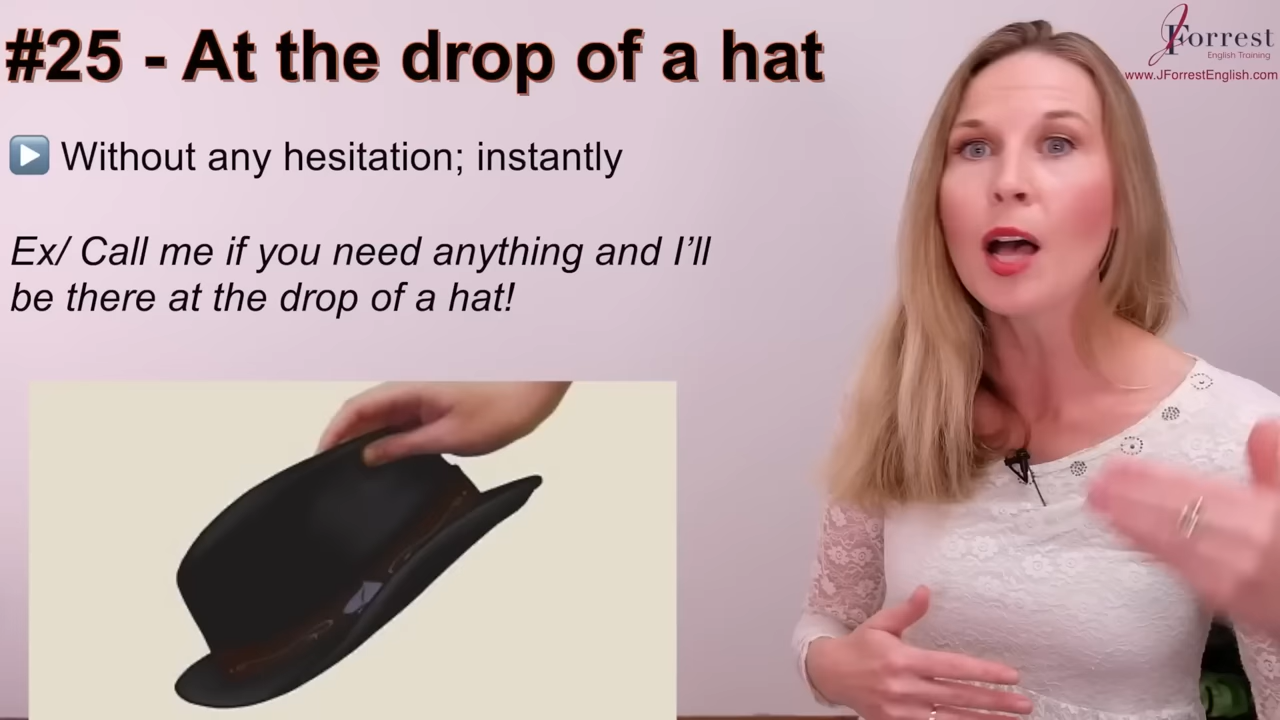 #25 - At the drop of a hat
Without any hesitation; instantly
Ex/ Call me if you need anything and I'll
be there at the drop of a hat!
JForrest
English Training
www.JForrestEnglish.com